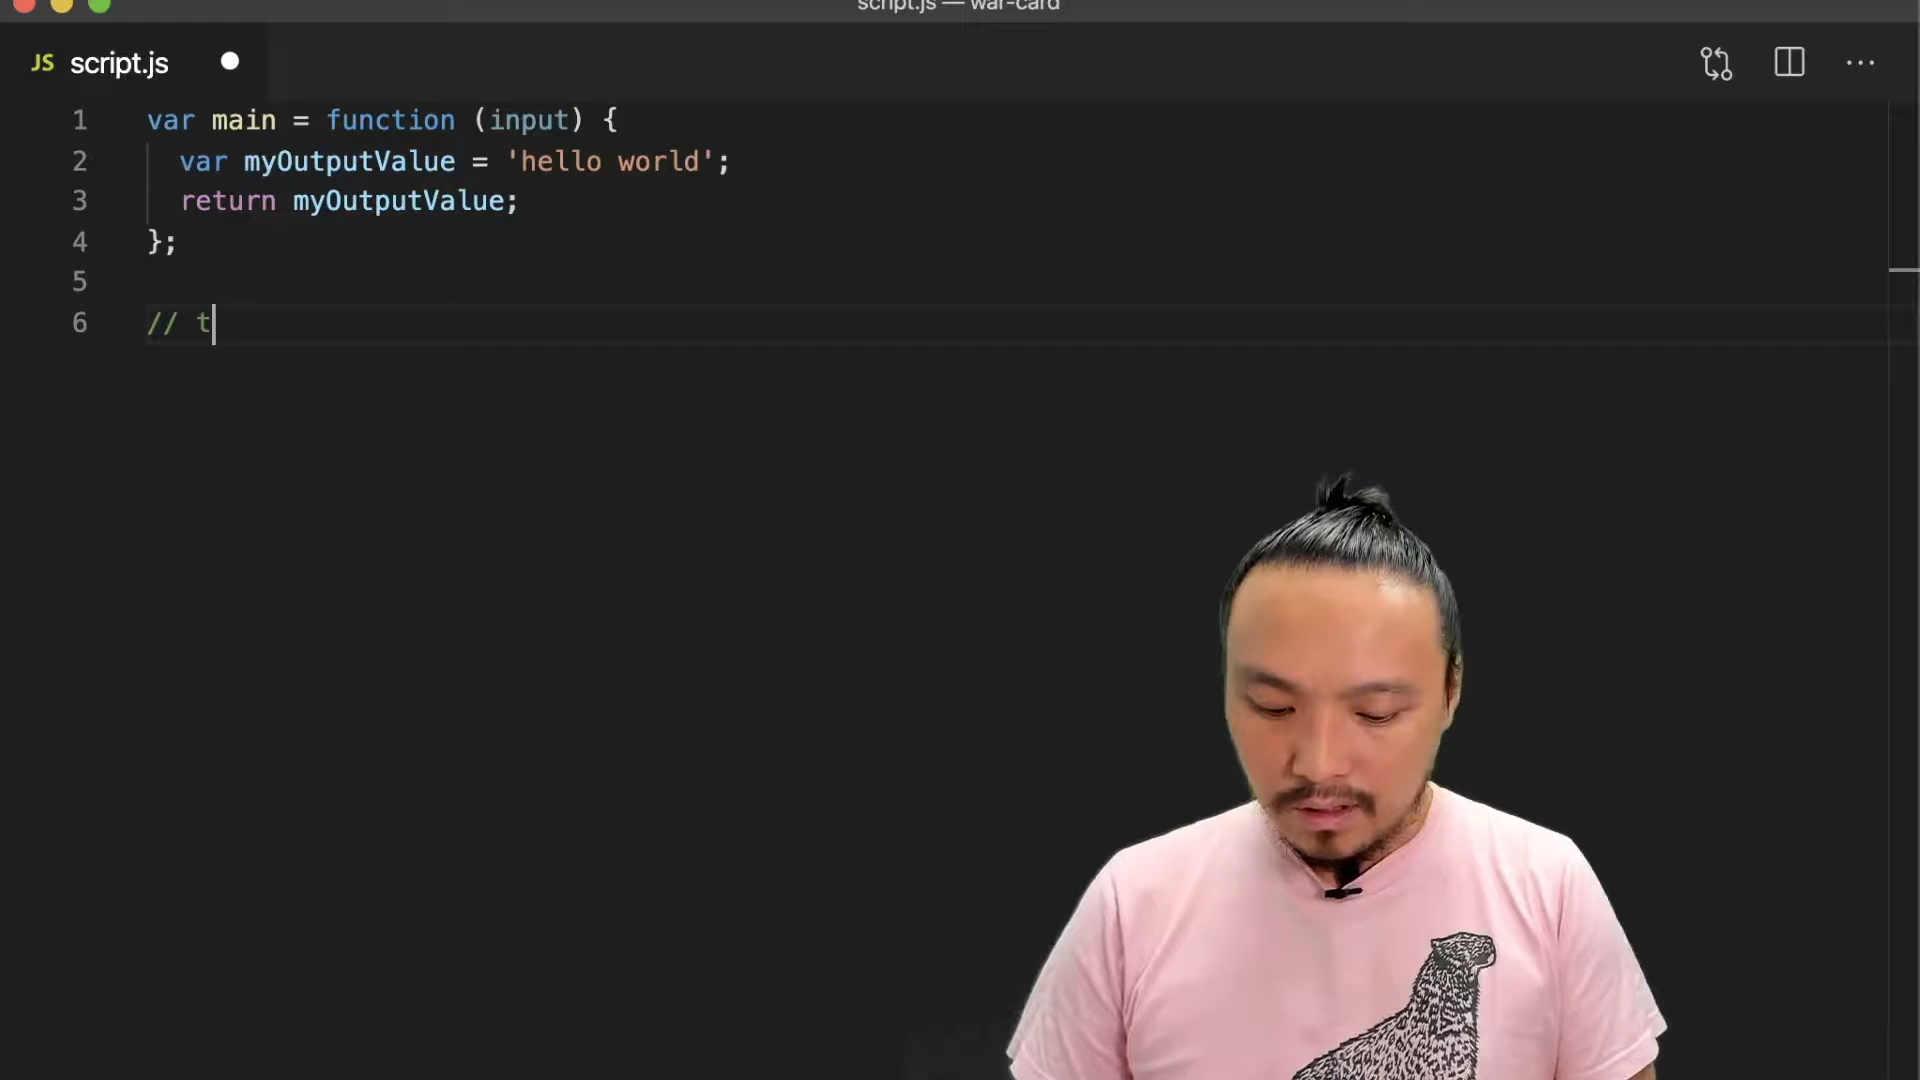 script.js — war-card
JS script.js
1 var main = function (input) {
2 var myOutputValue = 'hello world';
3 return myOutputValue;
4 };
5
6 // t